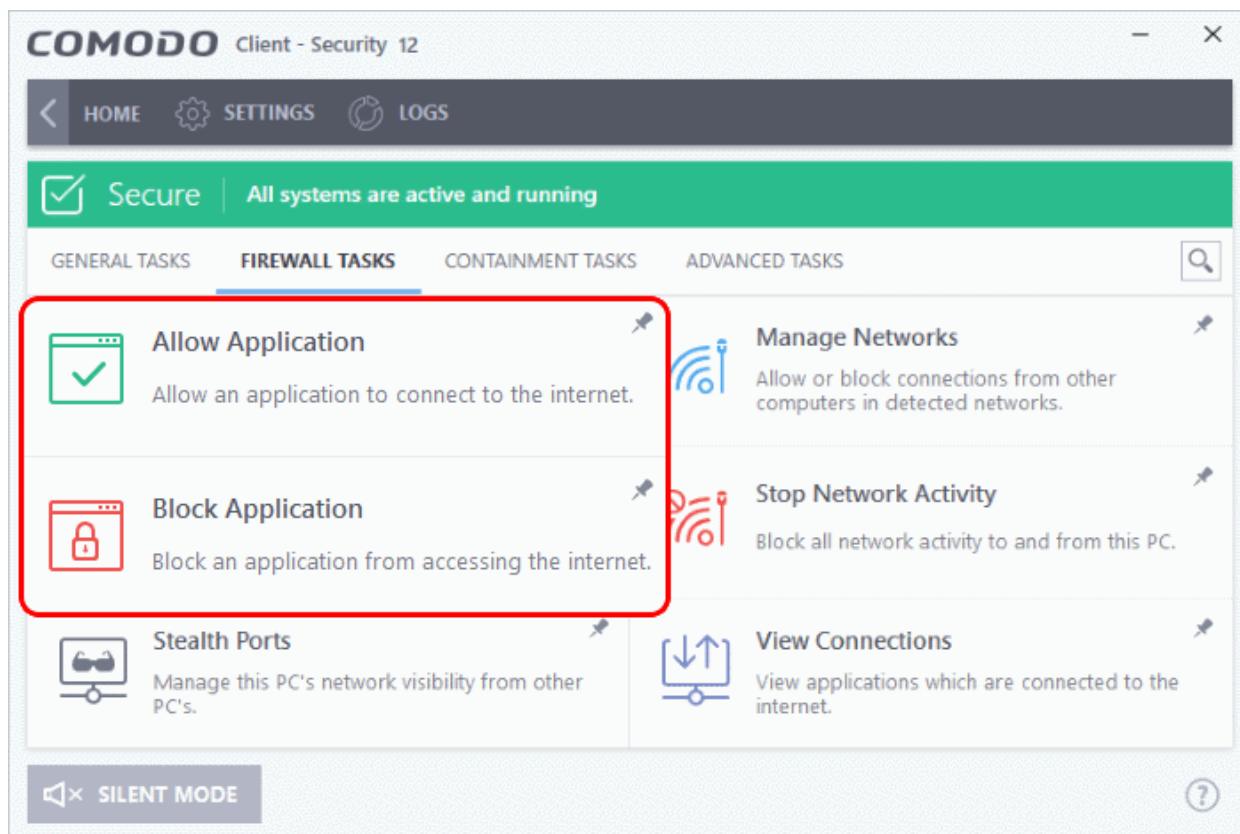 COMODO Client - Security 12
HOME SETTINGS LOGS
Secure All systems are active and running
GENERAL TASKS FIREWALL TASKS CONTAINMENT TASKS ADVANCED TASKS
Allow Application
Allow an application to connect to the internet.
Manage Networks
Allow or block connections from other
computers in detected networks.
Block Application
Block an application from accessing the internet.
Stop Network Activity
Block all network activity to and from this PC.
Stealth Ports
Manage this PC's network visibility from other
PC's.
View Connections
View applications which are connected to the
internet.
SILENT MODE
?